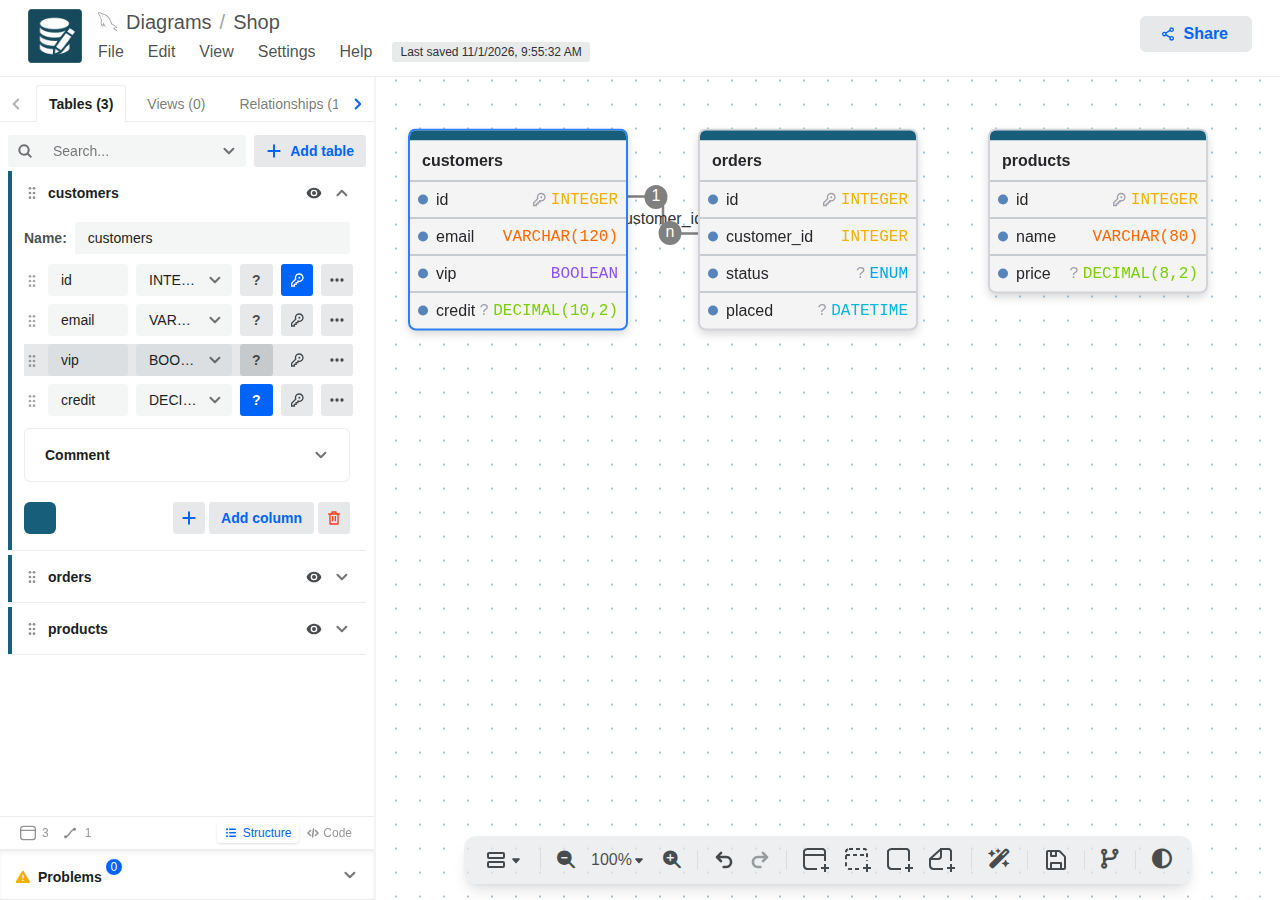 Diagrams / Shop
File Edit View Settings Help Last saved 11/1/2026, 9:55:32 AM
Share
Tables (3) Views (0) Relationships (1
Search... Add table
customers
Name: customers
id INTE... ?
email VAR... ?
vip BOO... ?
credit DECI... ?
Comment
Add column
orders
products
3 1 Structure Code
Problems 0
customers
id INTEGER
email VARCHAR(120)
vip BOOLEAN
credit ? DECIMAL(10,2)
1
ustomer_id
n
orders
id INTEGER
customer_id INTEGER
status ? ENUM
placed ? DATETIME
products
id INTEGER
name VARCHAR(80)
price ? DECIMAL(8,2)
100%